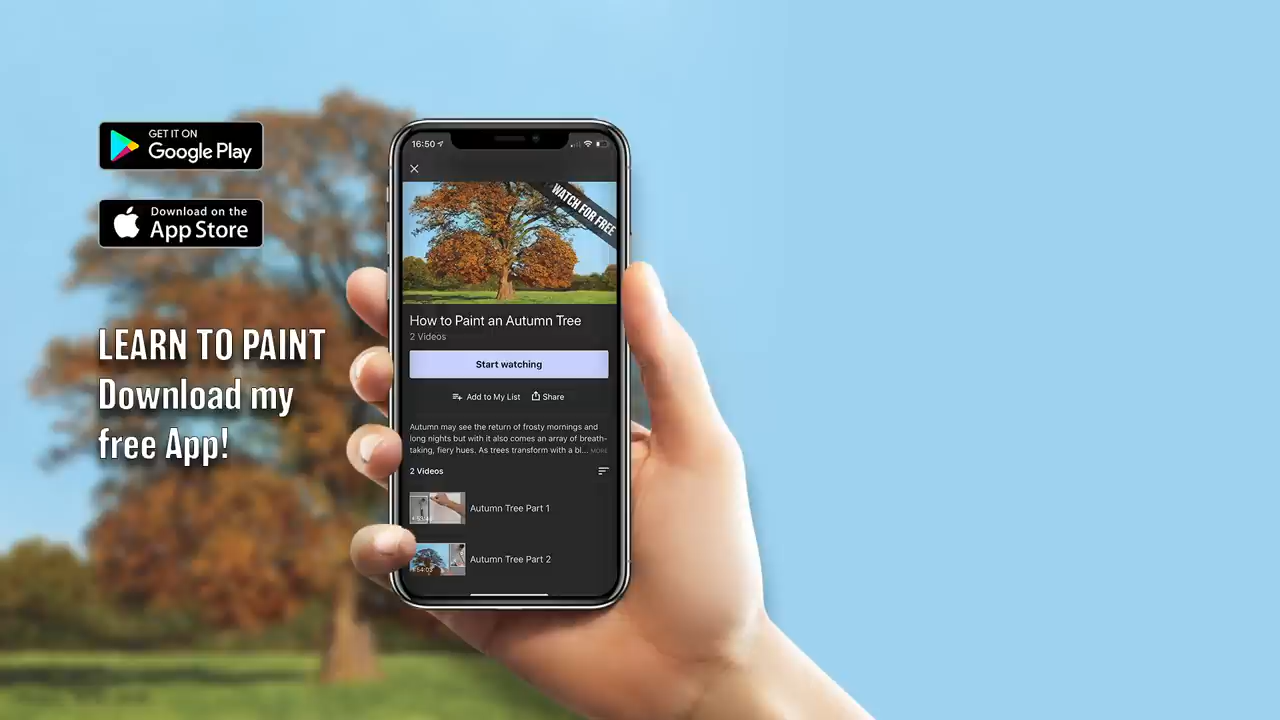 GET IT ON
Google Play
Download on the
App Store
LEARN TO PAINT
Download my
free App!
16:50
WATCH FOR FREE
How to Paint an Autumn Tree
2 Videos
Start watching
Add to My List
Share
Autumn may see the return of frosty mornings and
long nights but with it also comes an array of breath-
taking, fiery hues. As trees transform with a bl... MORE
2 Videos
Autumn Tree Part 1
Autumn Tree Part 2